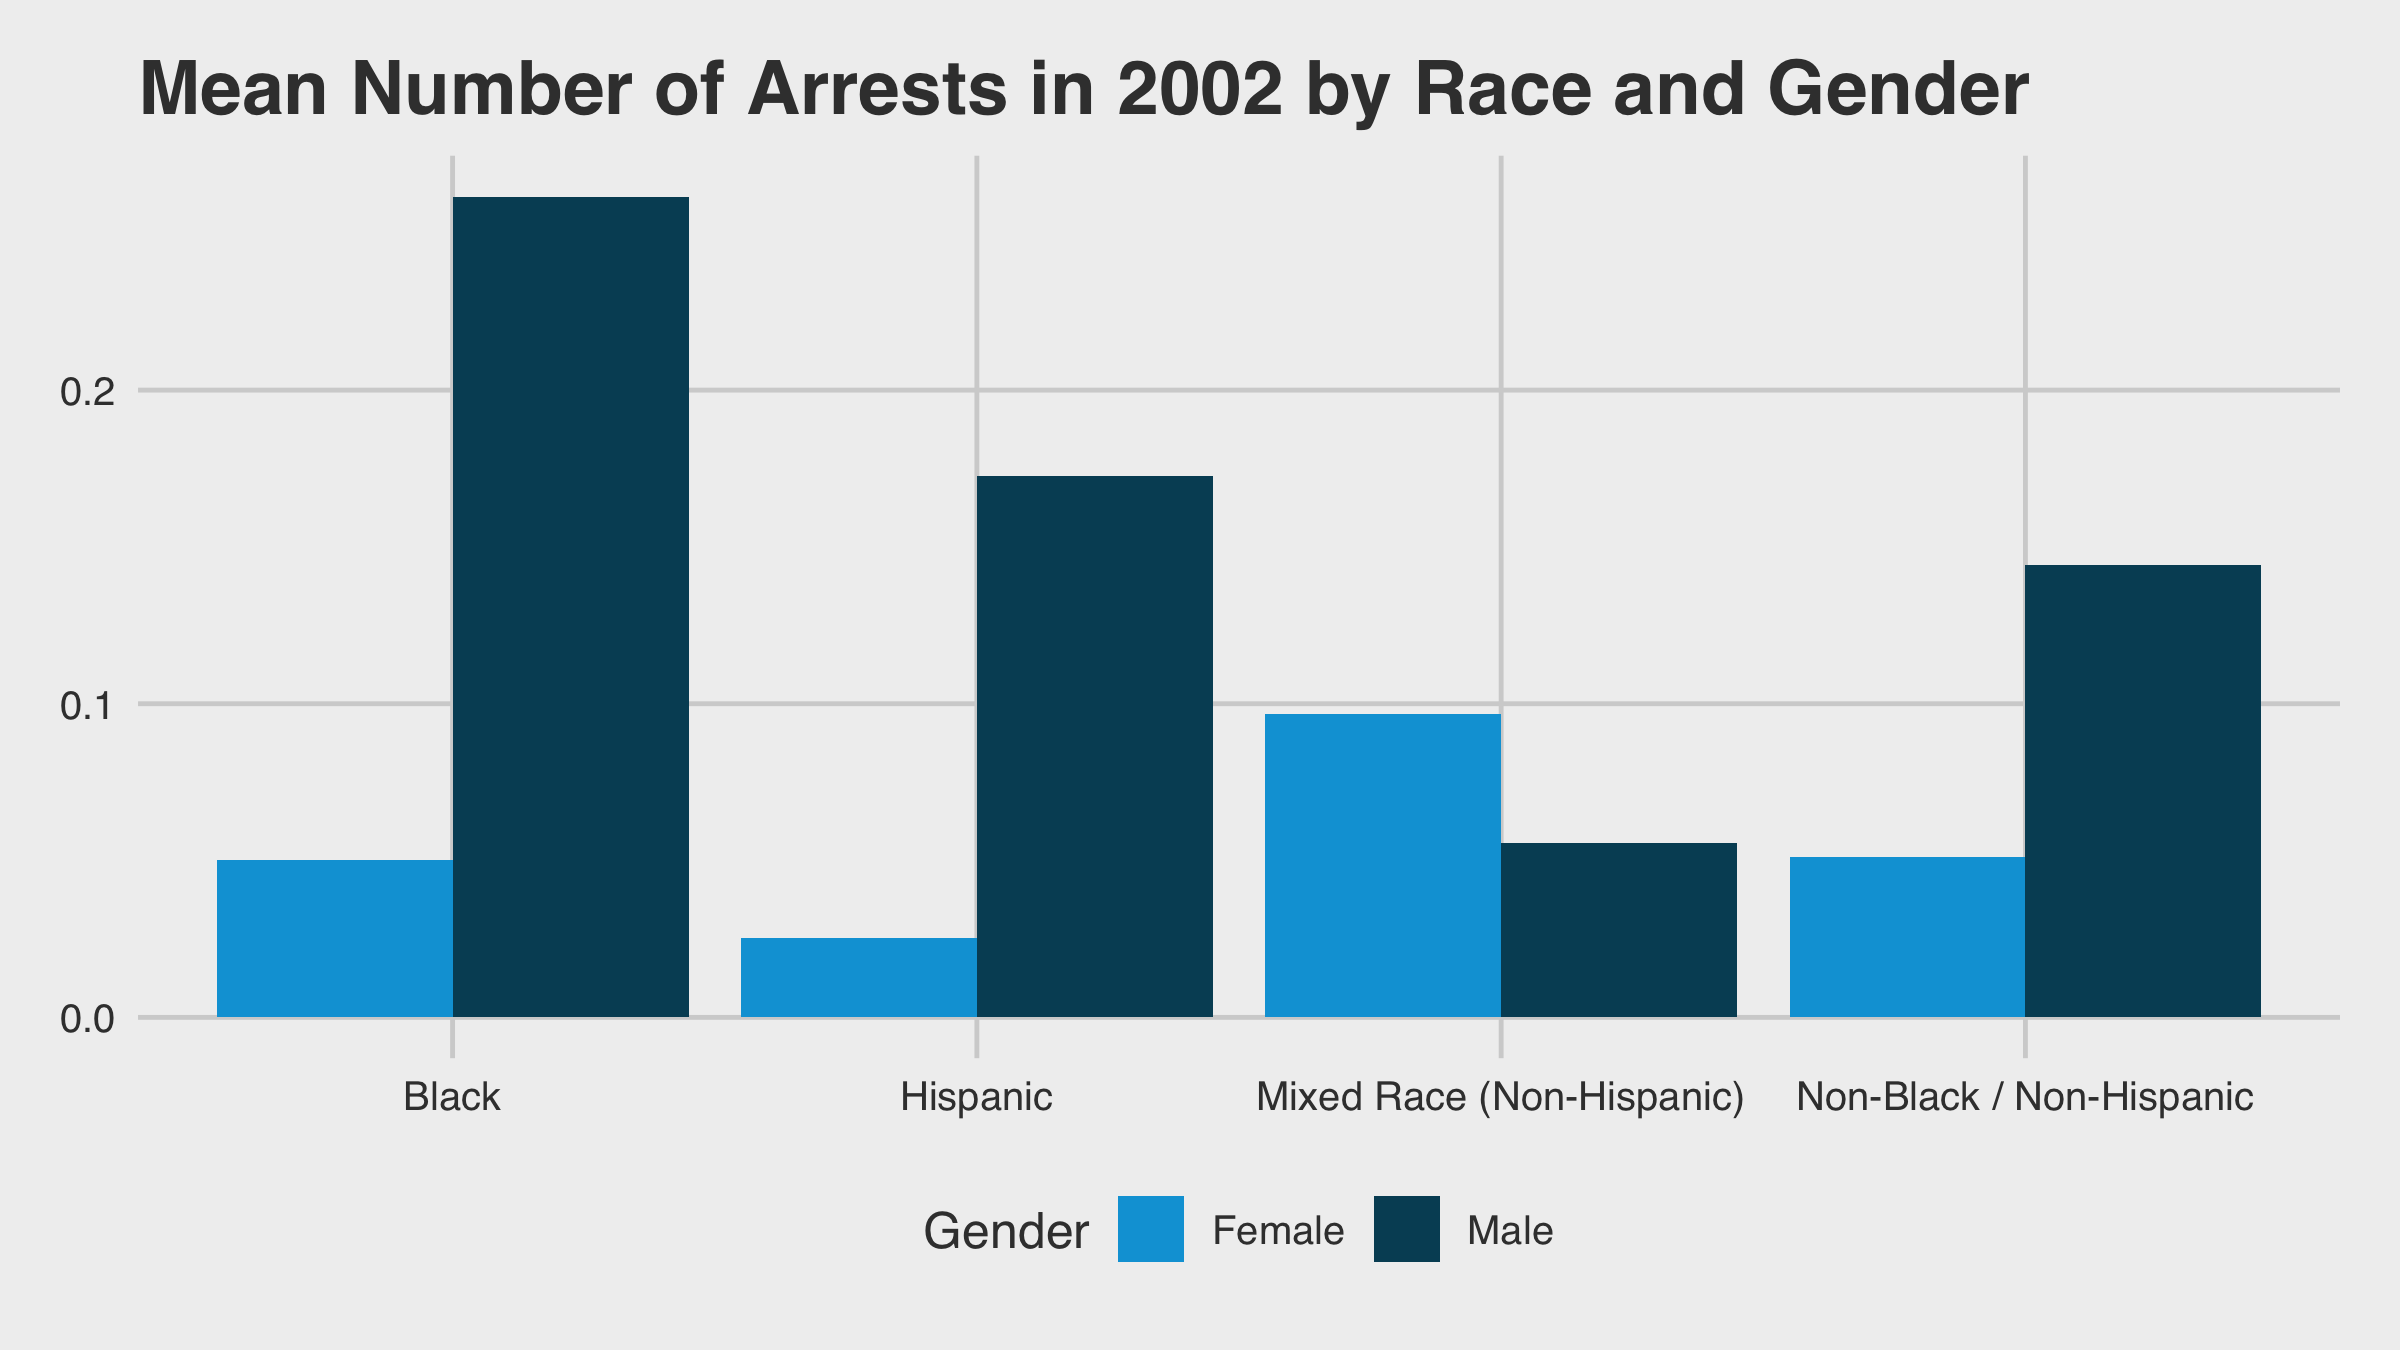 Mean Number of Arrests in 2002 by Race and Gender
0.2
0.1
0.0
Black Hispanic Mixed Race (Non-Hispanic) Non-Black / Non-Hispanic
Gender Female Male